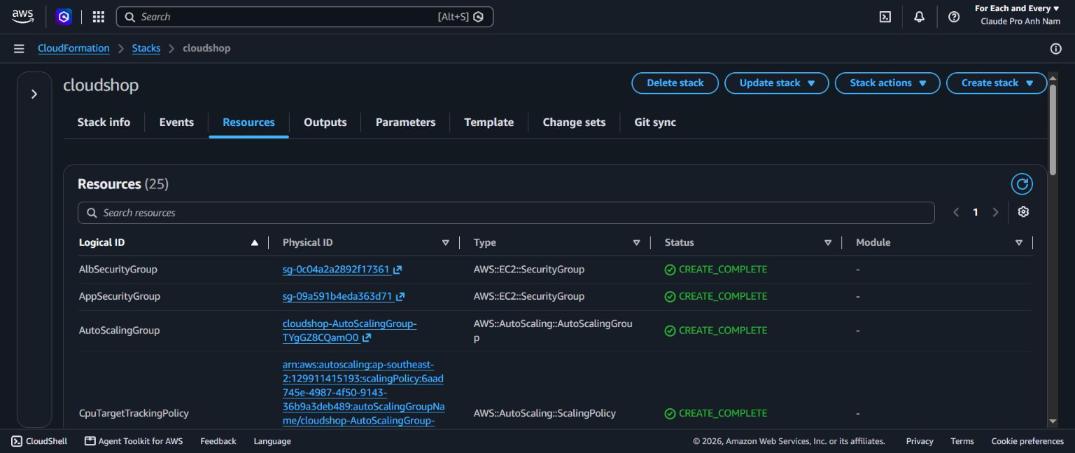 aws
Search
[Alt+S]
For Each and Every ▼
Claude Pro Anh Nam
CloudFormation > Stacks > cloudshop
cloudshop
Delete stack
Update stack ▼
Stack actions ▼
Create stack ▼
Stack info
Events
Resources
Outputs
Parameters
Template
Change sets
Git sync
Resources (25)
Search resources
1
Logical ID
Physical ID
Type
Status
Module
AlbSecurityGroup
sg-0c04a2a2892f17361
AWS::EC2::SecurityGroup
CREATE_COMPLETE
-
AppSecurityGroup
sg-09a591b4eda363d71
AWS::EC2::SecurityGroup
CREATE_COMPLETE
-
AutoScalingGroup
cloudshop-AutoScalingGroup-
TYgGZ8CQamO0
AWS::AutoScaling::AutoScalingGrou
p
CREATE_COMPLETE
-
CpuTargetTrackingPolicy
arn:aws:autoscaling:ap-southeast-
2:129911415193:scalingPolicy:6aad
745e-4987-4f50-9143-
36b9a3deb489:autoScalingGroupNa
me/cloudshop-AutoScalingGroup-
AWS::AutoScaling::ScalingPolicy
CREATE_COMPLETE
-
CloudShell
Agent Toolkit for AWS
Feedback
Language
© 2026, Amazon Web Services, Inc. or its affiliates.
Privacy
Terms
Cookie preferences